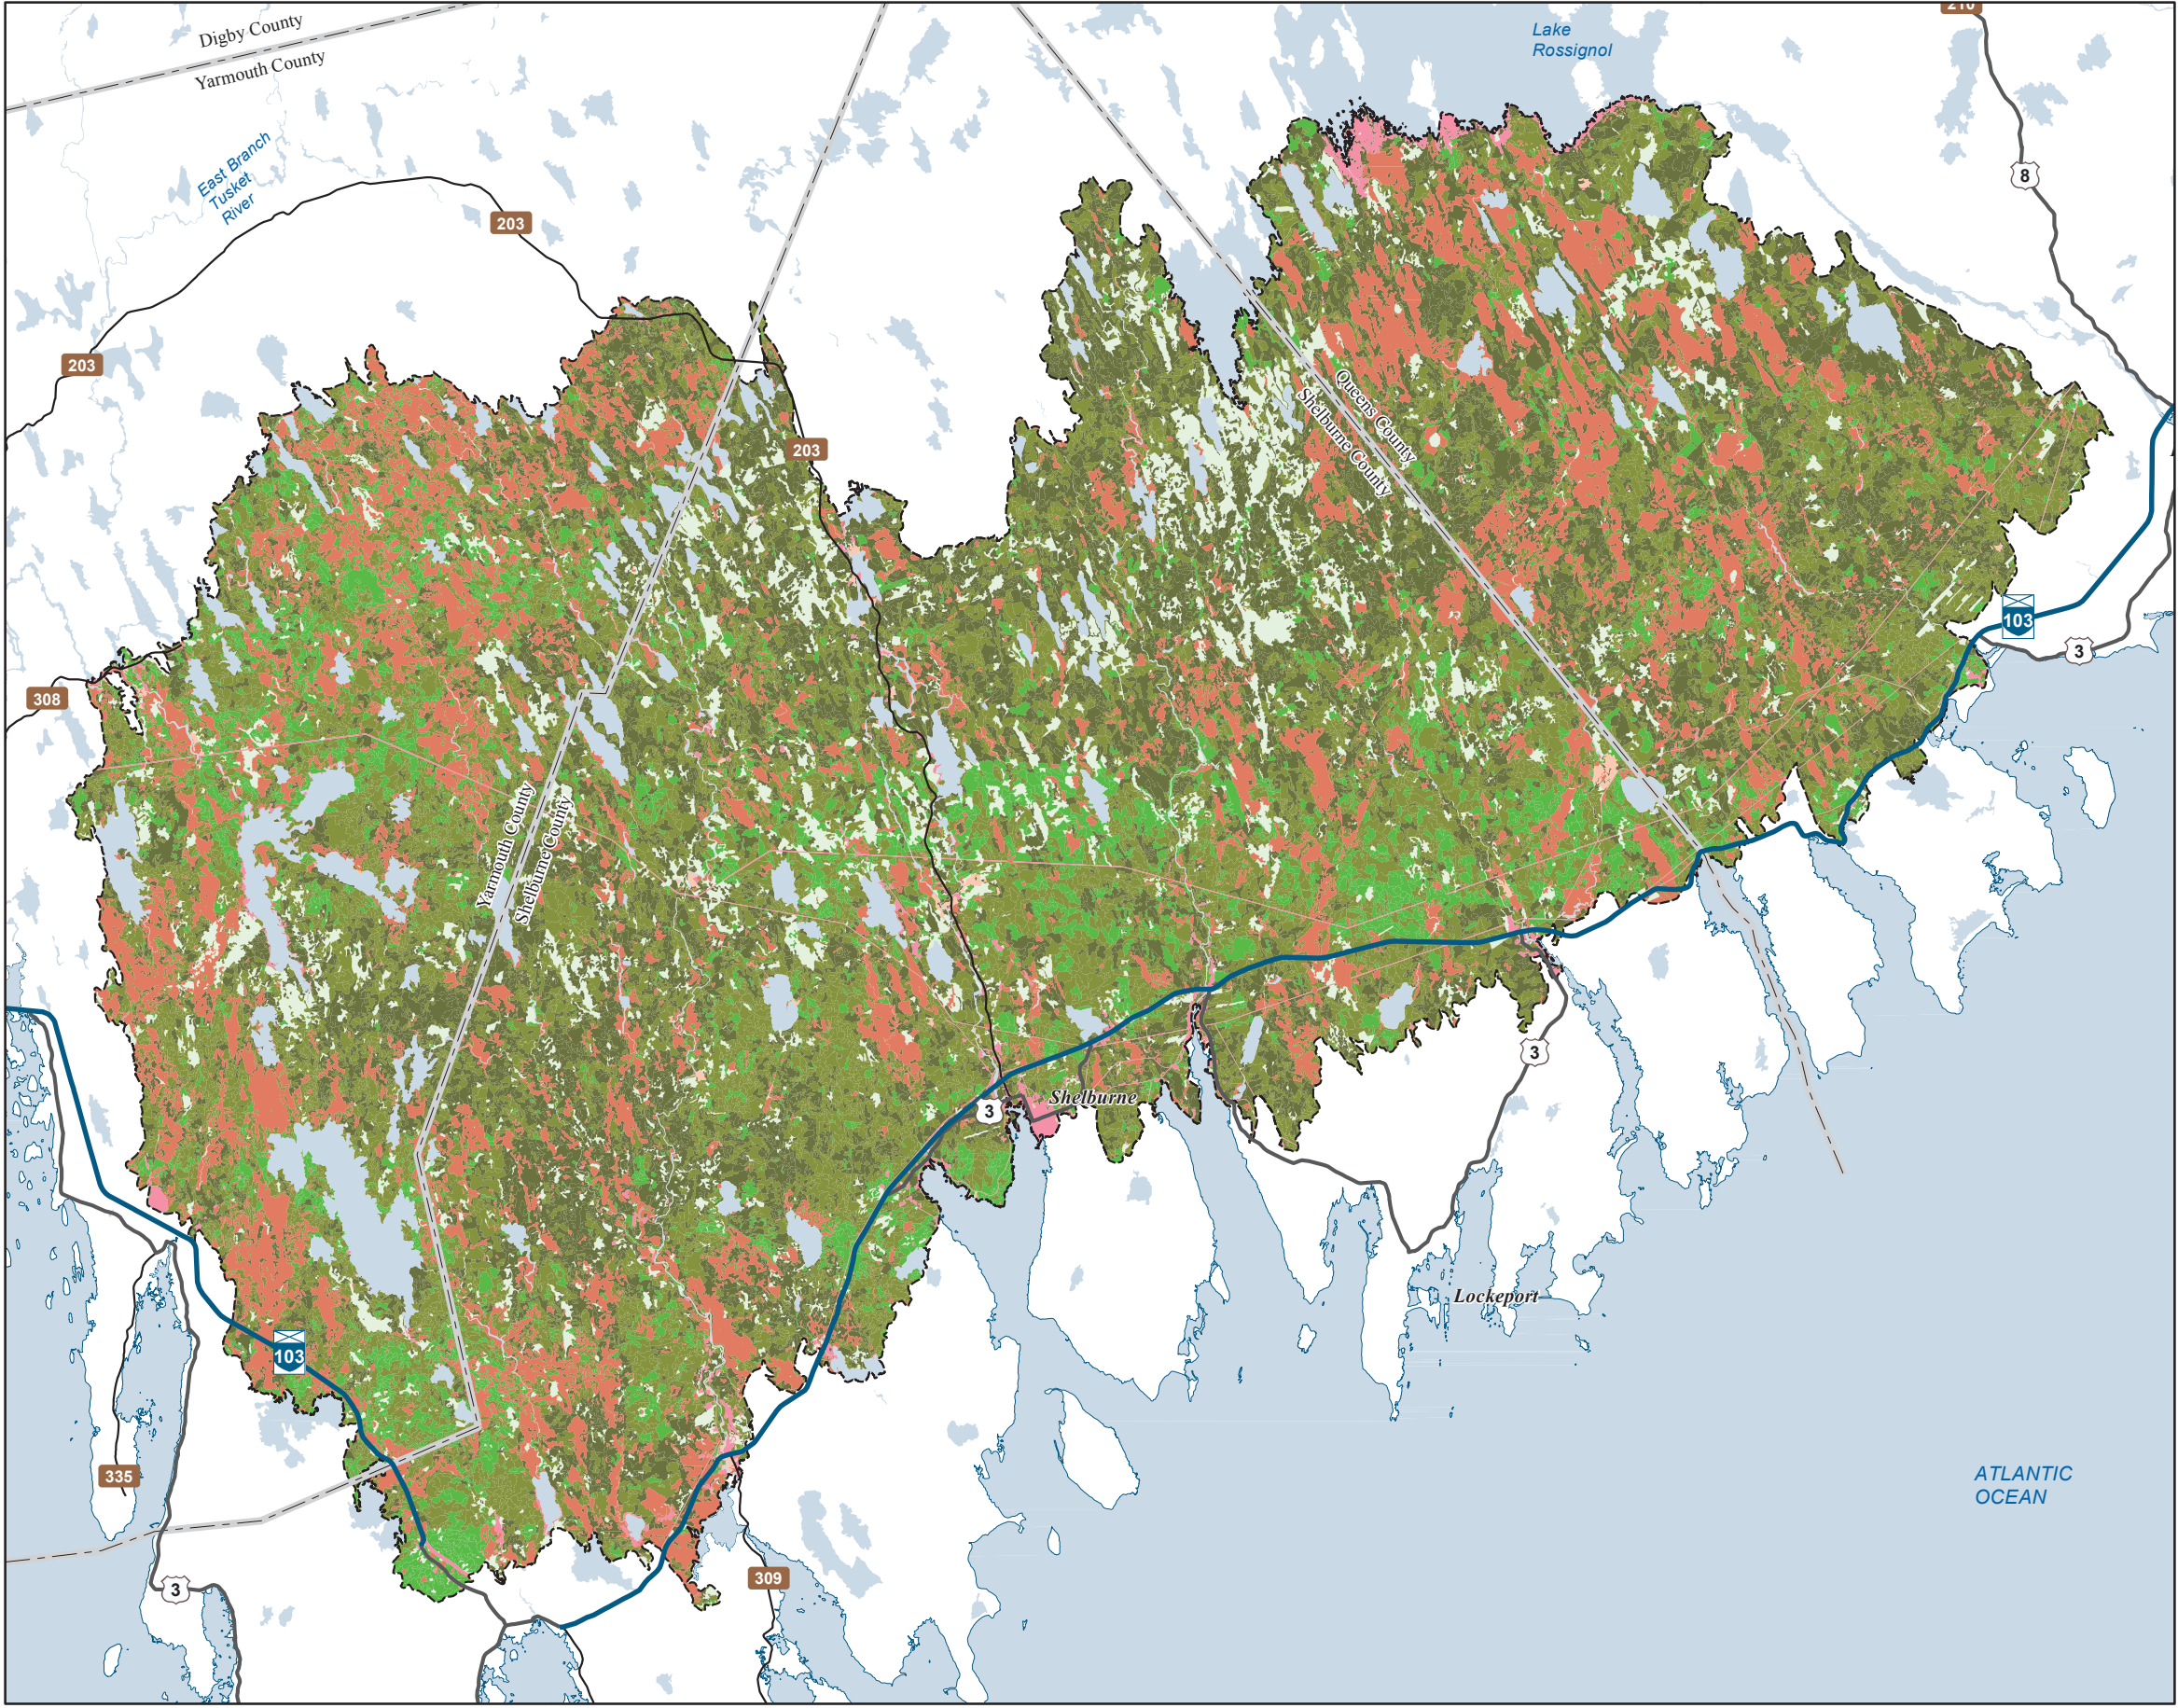 210
Digby County
Yarmouth County
Lake
Rossignol
East Branch
Tusket
River
8
203
203
203
Queens County
Shelburne County
103
3
308
Yarmouth County
Shelburne County
3
Shelburne
3
Lockeport
103
335
ATLANTIC
OCEAN
3
309